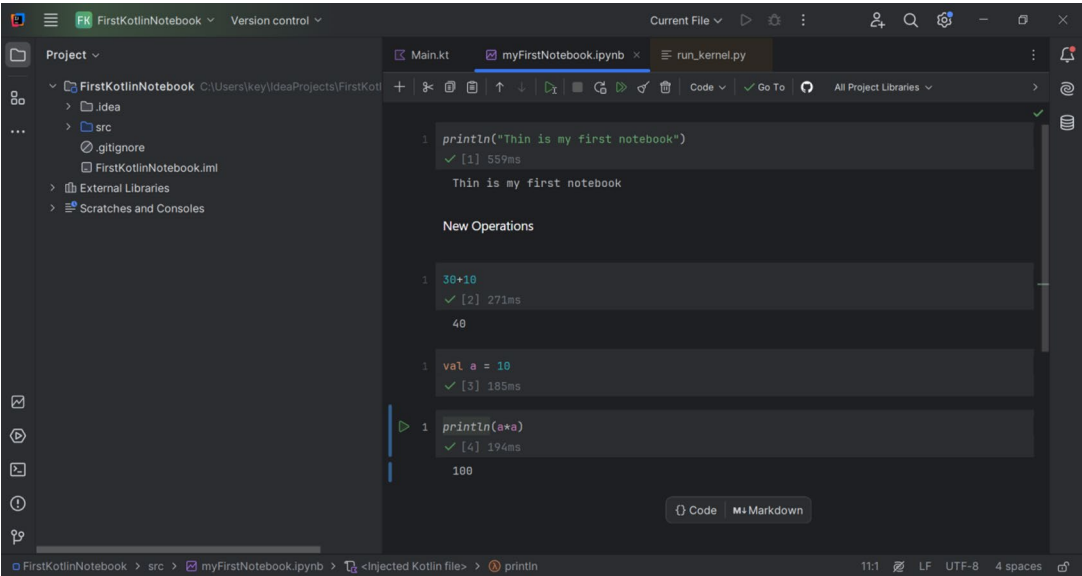 FK FirstKotlinNotebook Version control Current File
Project
Main.kt myFirstNotebook.ipynb run_kernel.py
FirstKotlinNotebook C:\Users\key\IdeaProjects\FirstKotl
Code Go To All Project Libraries
.idea
src
.gitignore
FirstKotlinNotebook.iml
External Libraries
Scratches and Consoles
1 println("Thin is my first notebook")
[1] 559ms
Thin is my first notebook
New Operations
1 30+10
[2] 271ms
40
1 val a = 10
[3] 185ms
1 println(a*a)
[4] 194ms
100
{} Code M↓ Markdown
FirstKotlinNotebook > src > myFirstNotebook.ipynb > <Injected Kotlin file> > println 11:1 LF UTF-8 4 spaces